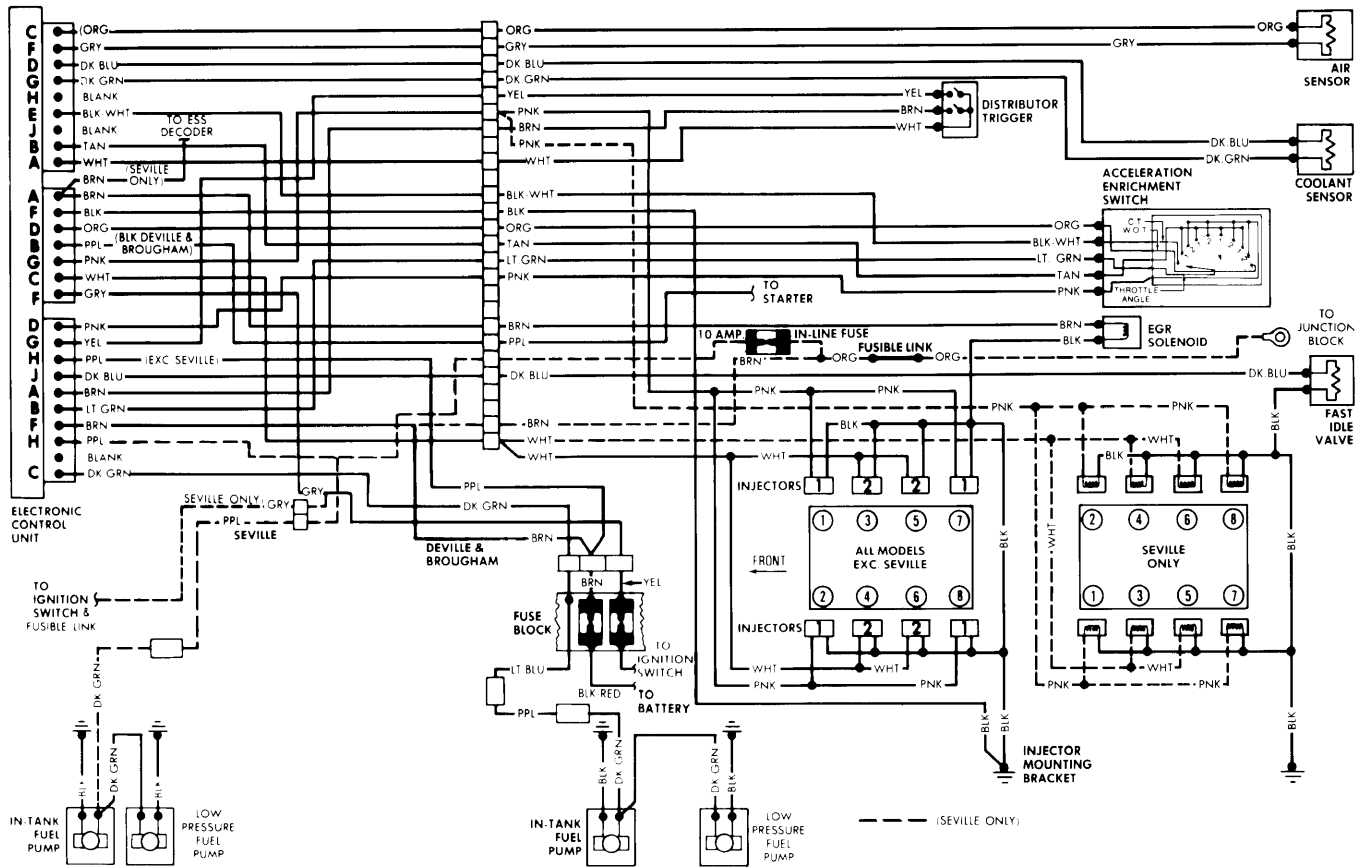 C (ORG
F GRY
D DK BLU
G DK GRN
H BLANK
E BLK-WHT
J BLANK
B TAN
A WHT
BRN
(SEVILLE
ONLY)
TO ESS
DECODER
A BRN
F BLK
D ORG
B PPL
(BLK DEVILLE &
BROUGHAM)
G PNK
C WHT
F GRY
D PNK
G YEL
H PPL (EXC SEVILLE)
J DK BLU
A BRN
B LT GRN
F BRN
H PPL
BLANK
C DK GRN
ELECTRONIC
CONTROL
UNIT
ORG
GRY
DK BLU
DK GRN
YEL
PNK
BRN
PNK
WHT
BLK-WHT
BLK
ORG
TAN
LT GRN
PNK
BRN
PPL
DK BLU
BRN
WHT
WHT
ORG
GRY
AIR
SENSOR
YEL
BRN
WHT
DISTRIBUTOR
TRIGGER
DK.BLU
DK.GRN
COOLANT
SENSOR
ACCELERATION
ENRICHMENT
SWITCH
ORG
BLK-WHT
LT. GRN
TAN
PNK
C.T
W.O.T
THROTTLE
ANGLE
TO
STARTER
BRN
BLK
EGR
SOLENOID
TO
JUNCTION
BLOCK
10 AMP
IN-LINE FUSE
BRN
ORG
FUSIBLE LINK
ORG
DK.BLU
BLK
FAST
IDLE
VALVE
PNK
PNK
BLK
WHT
INJECTORS
1 2 2 1
1 3 5 7
ALL MODELS
EXC. SEVILLE
FRONT
2 4 6 8
INJECTORS
1 2 2 1
WHT
WHT
PNK
PNK
BLK
BLK
BLK
INJECTOR
MOUNTING
BRACKET
PNK
PNK
WHT
BLK
WHT
2 4 6 8
SEVILLE
ONLY
1 3 5 7
WHT
PNK
PNK
BLK
BLK
SEVILLE ONLY)
GRY
GRY
PPL
SEVILLE
TO
IGNITION
SWITCH &
FUSIBLE LINK
PPL
DK GRN
BRN
DEVILLE &
BROUGHAM
BRN
YEL
FUSE
BLOCK
TO
IGNITION
SWITCH
LT BLU
BLK-RED
TO
BATTERY
PPL
DK GRN
BLK
DK GRN
BLK
IN-TANK
FUEL
PUMP
LOW
PRESSURE
FUEL
PUMP
BLK
DK GRN
DK GRN
BLK
IN-TANK
FUEL
PUMP
LOW
PRESSURE
FUEL
PUMP
(SEVILLE ONLY)